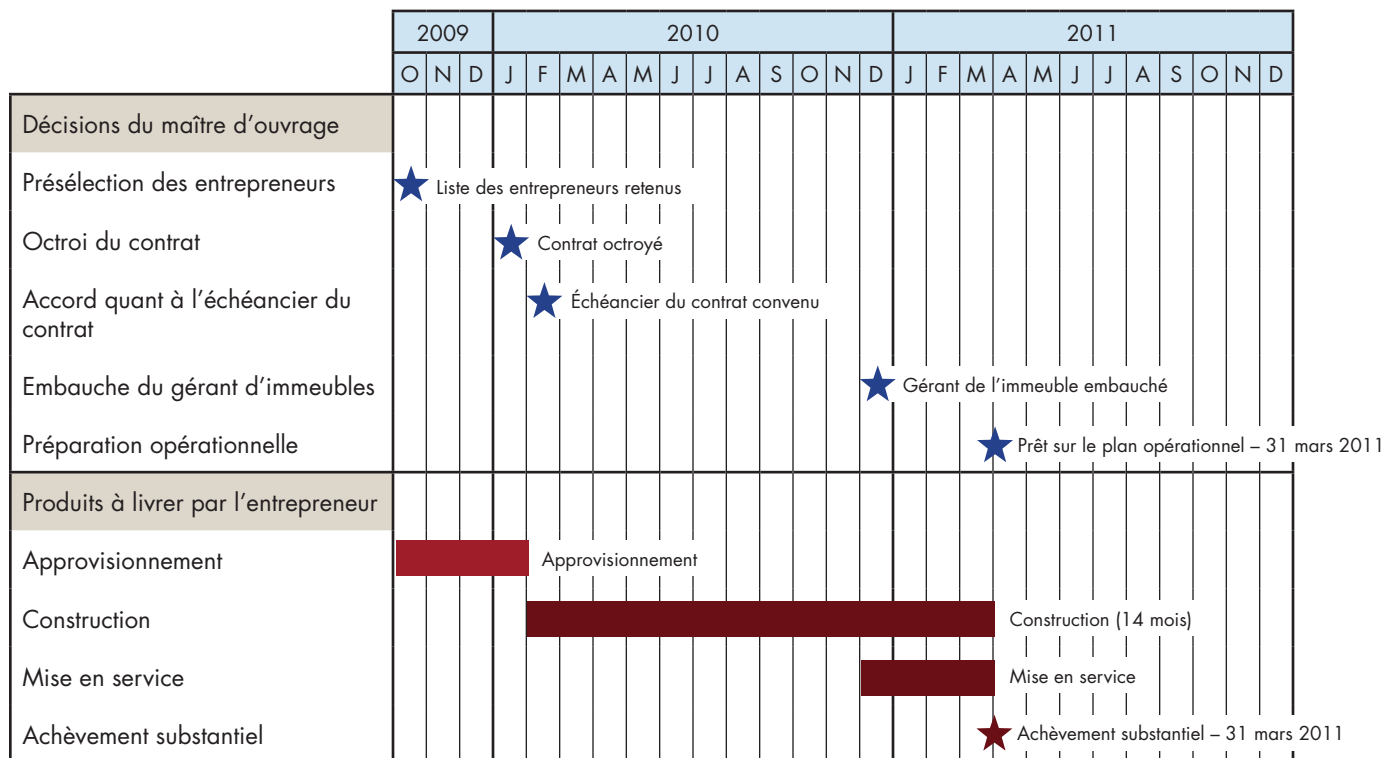 2009 2010 2011
O N D J F M A M J J A S O N D J F M A M J J A S O N D
Décisions du maître d'ouvrage
Présélection des entrepreneurs Liste des entrepreneurs retenus
Octroi du contrat Contrat octroyé
Accord quant à l'échéancier du Échéancier du contrat convenu
contrat
Embauche du gérant d'immeubles Gérant de l'immeuble embauché
Préparation opérationnelle Prêt sur le plan opérationnel – 31 mars 2011
Produits à livrer par l'entrepreneur
Approvisionnement Approvisionnement
Construction Construction (14 mois)
Mise en service Mise en service
Achèvement substantiel Achèvement substantiel – 31 mars 2011